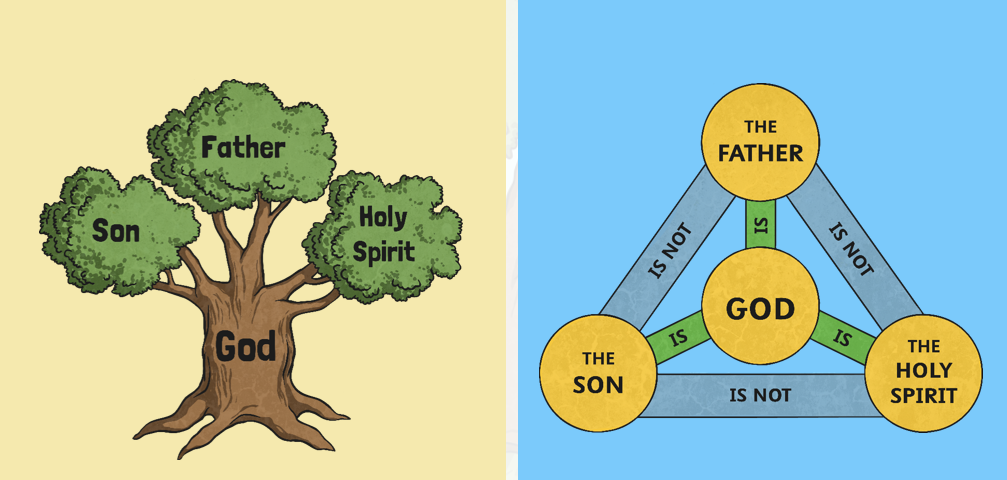 Father
Son
Holy
Spirit
God
THE
FATHER
IS NOT
IS
IS NOT
GOD
IS
IS
THE
SON
IS NOT
THE
HOLY
SPIRIT